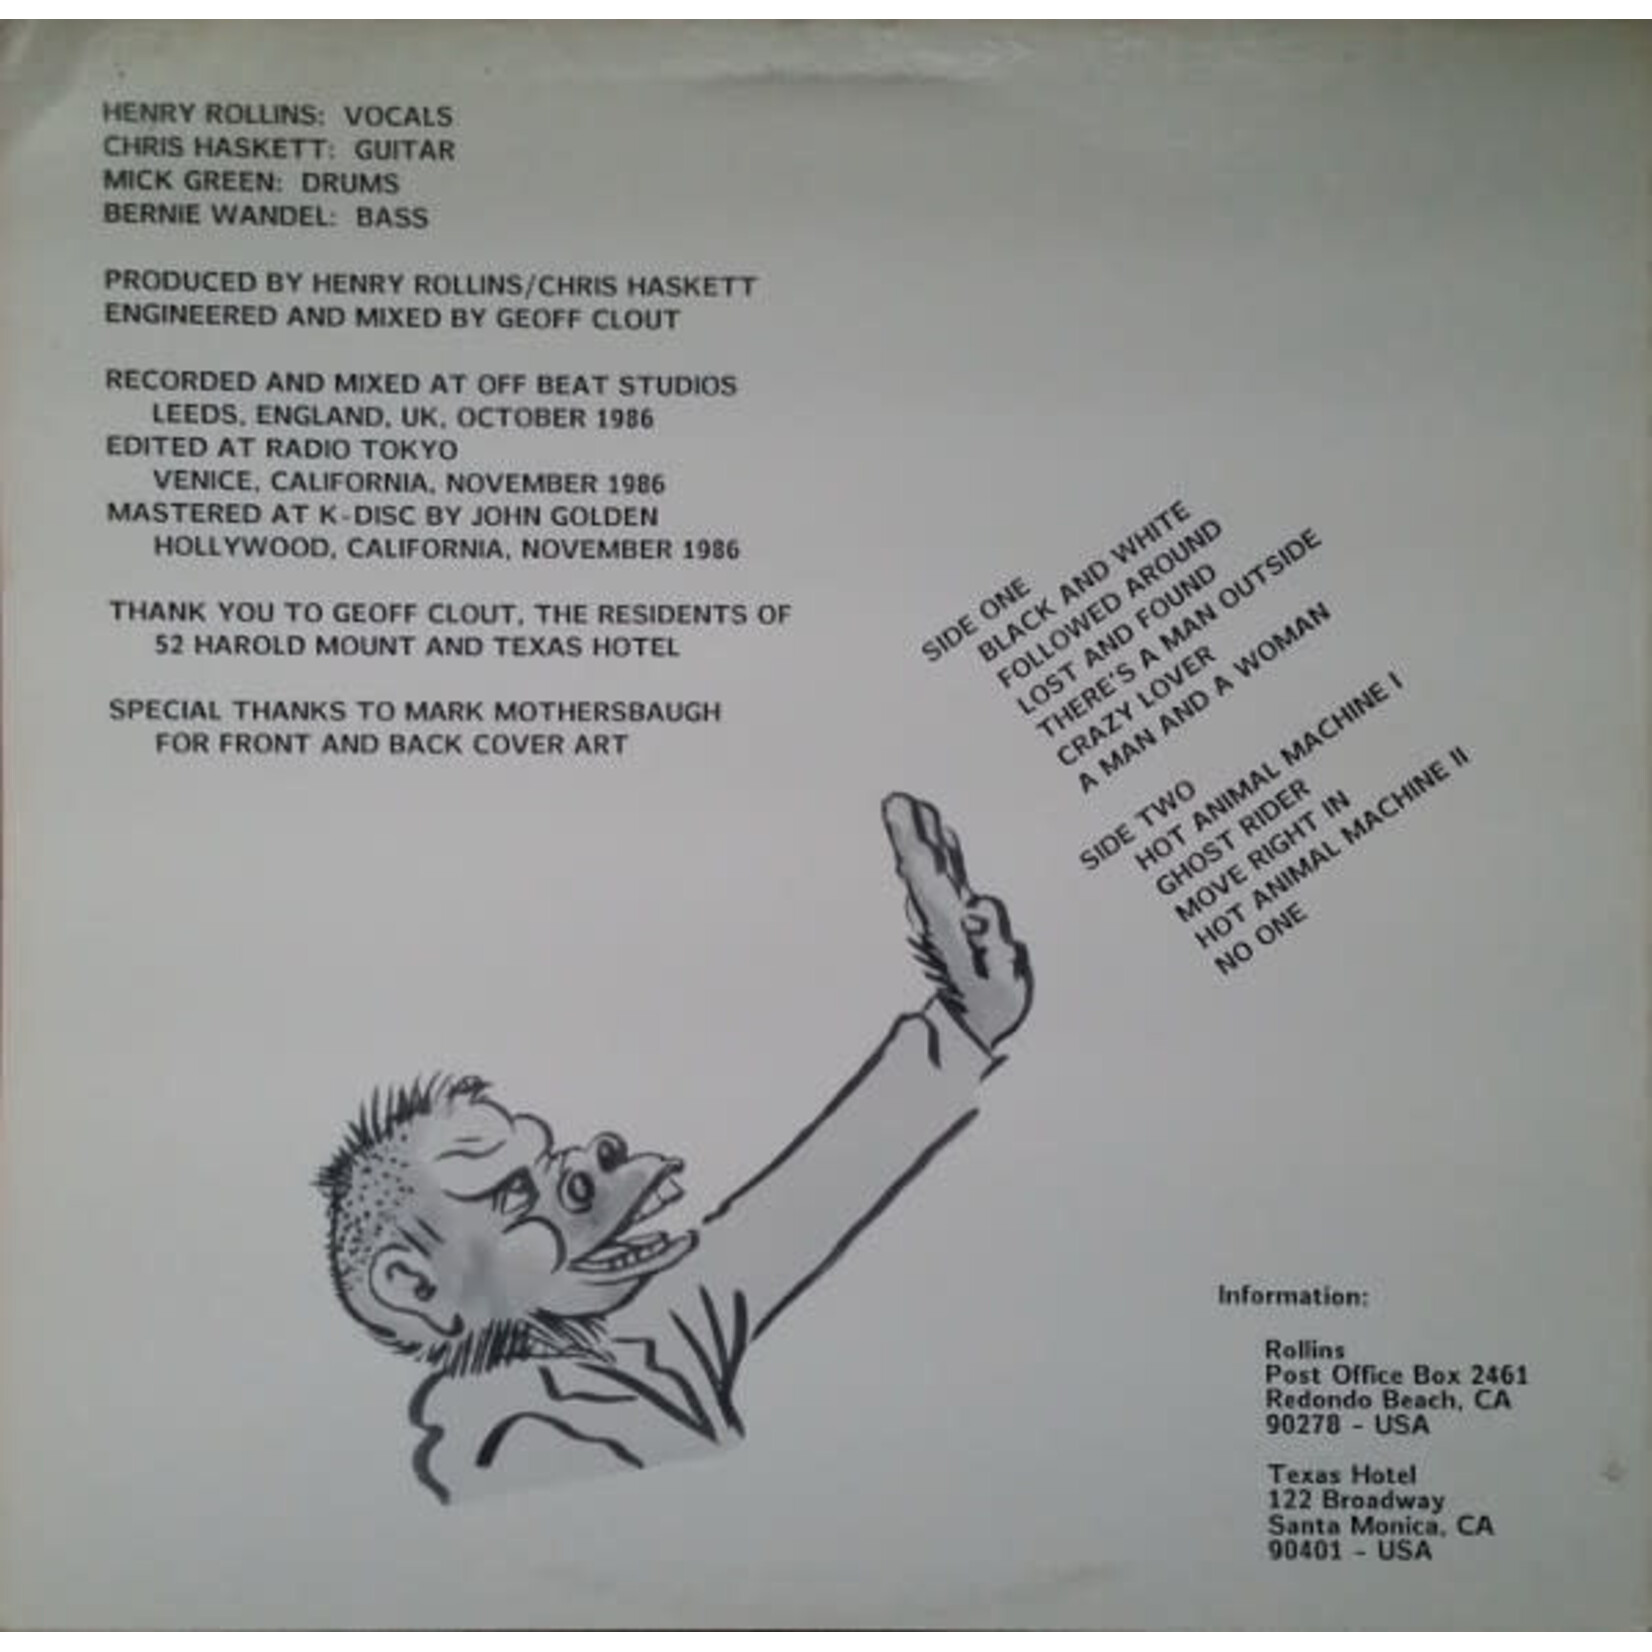 HENRY ROLLINS: VOCALS
CHRIS HASKETT: GUITAR
MICK GREEN: DRUMS
BERNIE WANDEL: BASS
PRODUCED BY HENRY ROLLINS/CHRIS HASKETT
ENGINEERED AND MIXED BY GEOFF CLOUT
RECORDED AND MIXED AT OFF BEAT STUDIOS
LEEDS, ENGLAND, UK, OCTOBER 1986
EDITED AT RADIO TOKYO
VENICE, CALIFORNIA, NOVEMBER 1986
MASTERED AT K-DISC BY JOHN GOLDEN
HOLLYWOOD, CALIFORNIA, NOVEMBER 1986
THANK YOU TO GEOFF CLOUT, THE RESIDENTS OF
52 HAROLD MOUNT AND TEXAS HOTEL
SPECIAL THANKS TO MARK MOTHERSBAUGH
FOR FRONT AND BACK COVER ART
SIDE ONE
BLACK AND WHITE
FOLLOWED AROUND
LOST AND FOUND
THERE'S A MAN OUTSIDE
CRAZY LOVER
A MAN AND A WOMAN
SIDE TWO
HOT ANIMAL MACHINE I
GHOST RIDER
MOVE RIGHT IN
HOT ANIMAL MACHINE II
NO ONE
Information:
Rollins
Post Office Box 2461
Redondo Beach, CA
90278 - USA
Texas Hotel
122 Broadway
Santa Monica, CA
90401 - USA